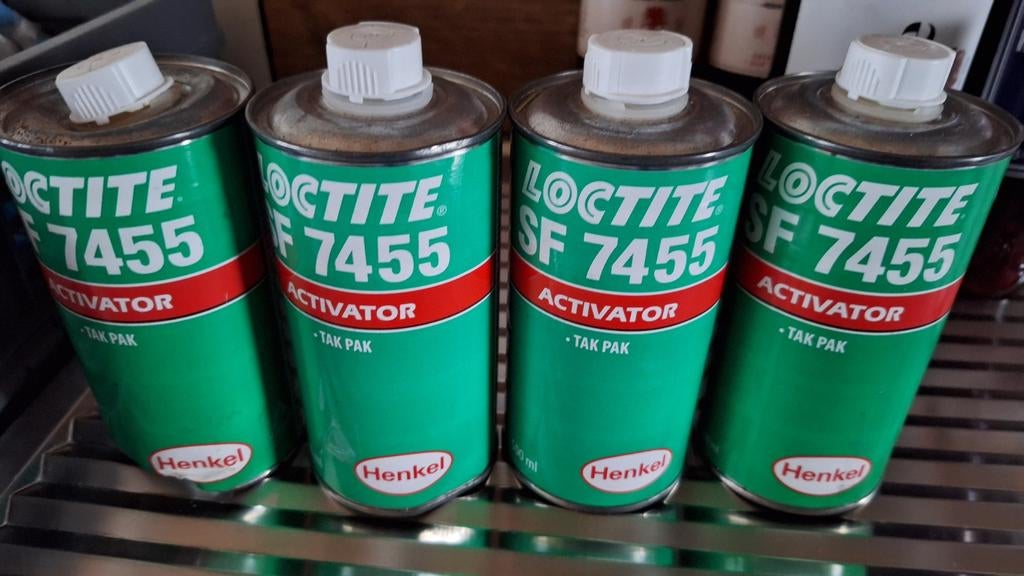 LOCTITE®
SF 7455
ACTIVATOR
• TAK PAK
Henkel
LOCTITE®
SF 7455
ACTIVATOR
• TAK PAK
Henkel
LOCTITE®
SF 7455
ACTIVATOR
• TAK PAK
ml
Henkel
LOCTITE
SF 7455
ACTIVATOR
• TAK PAK
Henkel